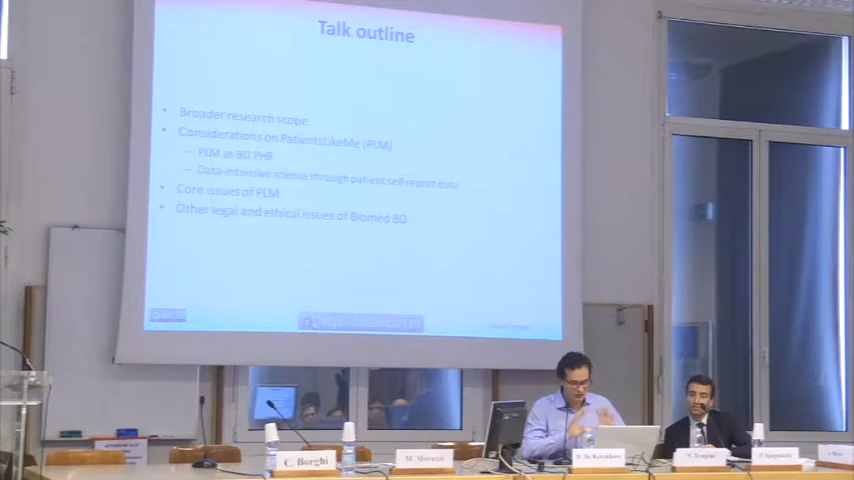 Talk outline
• Broader research scope
• Considerations on PatientsLikeMe (PLM)
– PLM as BD PHR
– Data-intensive science through patient self-report data
• Core issues of PLM
• Other legal and ethical issues of Biomed BD
C. Borghi
M. Moruzzi